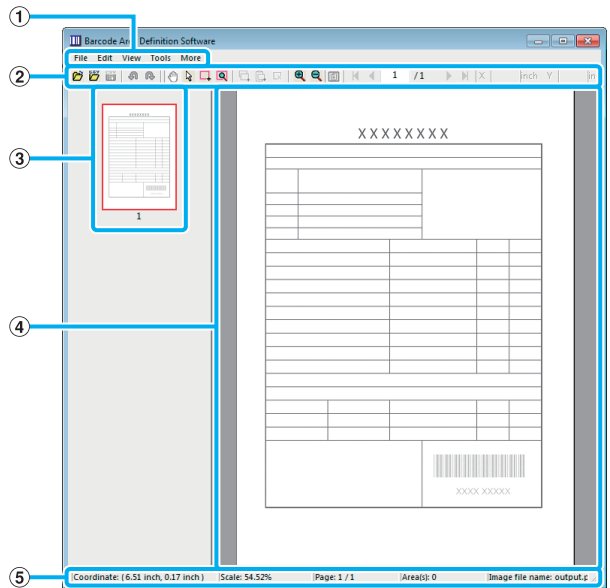 1
Barcode Are Definition Software
File Edit View Tools More
2
1 /1 X inch Y in
3
1
XXXXXXXX
4
XXXX XXXXX
5
Coordinate: ( 6.51 inch, 0.17 inch ) Scale: 54.52% Page: 1 / 1 Area(s): 0 Image file name: output.p